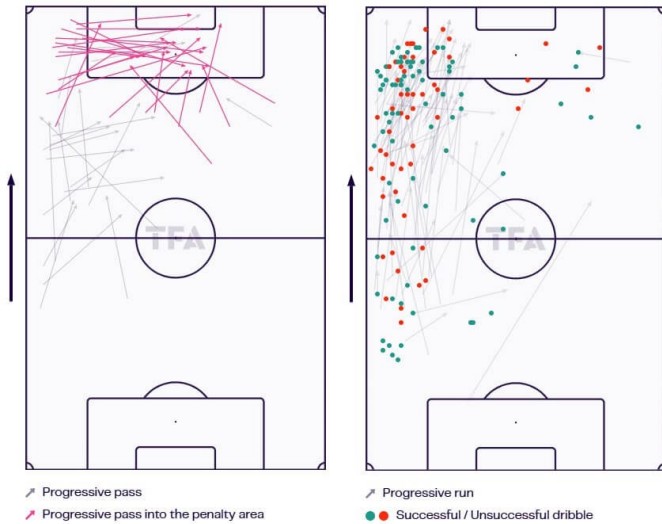 TFA
TFA
Progressive pass
Progressive pass into the penalty area
Progressive run
Successful / Unsuccessful dribble